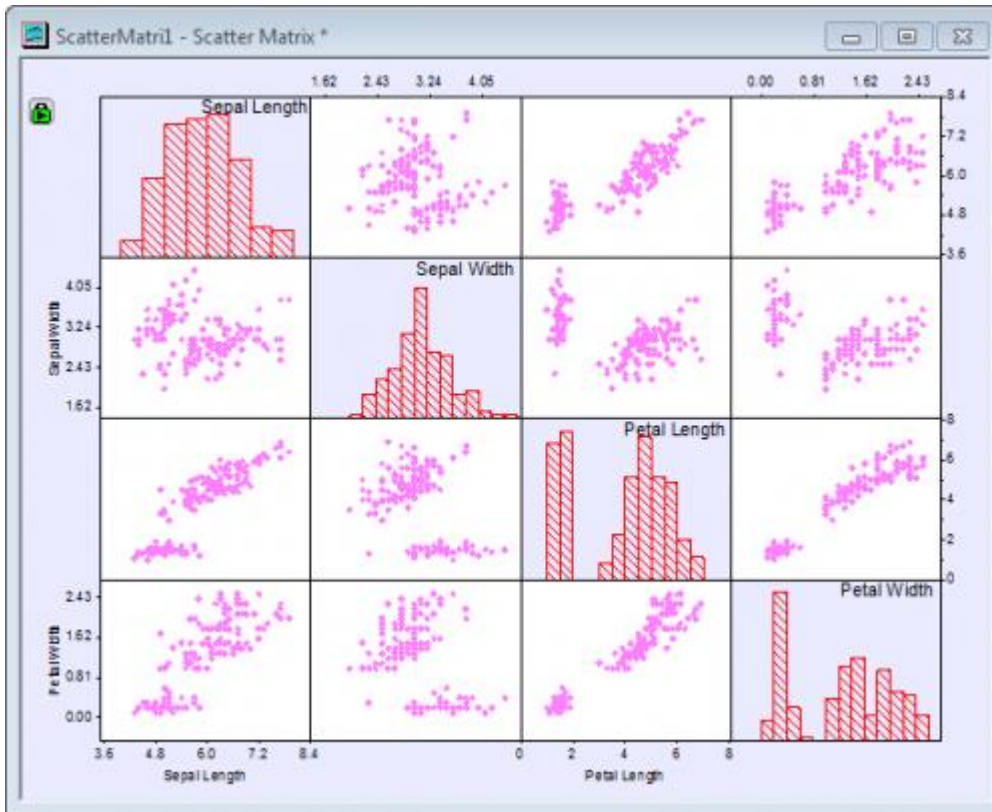 ScatterMatri1 - Scatter Matrix *
1.62 2.43 3.24 4.05
0.00 0.81 1.62 2.43
Sepal Length
8.4
7.2
6.0
4.8
3.6
Sepal Width
4.05
3.24
2.43
1.62
Sepal Width
Petal Length
8
6
4
2
0
Petal Width
2.43
1.62
0.81
0.00
Petal Width
3.6 4.8 6.0 7.2 8.4
0 2 4 6 8
Sepal Length
Petal Length